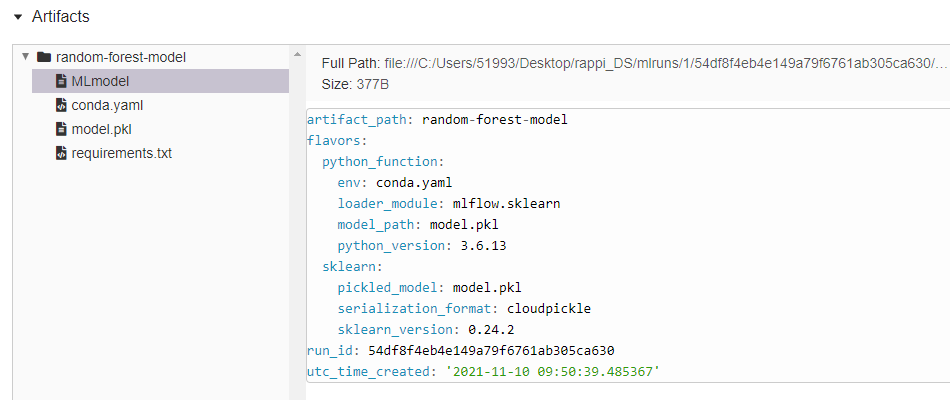 Artifacts
random-forest-model
MLmodel
conda.yaml
model.pkl
requirements.txt
Full Path: file:///C:/Users/51993/Desktop/rappi_DS/mlruns/1/54df8f4eb4e149a79f6761ab305ca630/...
Size: 377B
artifact_path: random-forest-model
flavors:
python_function:
env: conda.yaml
loader_module: mlflow.sklearn
model_path: model.pkl
python_version: 3.6.13
sklearn:
pickled_model: model.pkl
serialization_format: cloudpickle
sklearn_version: 0.24.2
run_id: 54df8f4eb4e149a79f6761ab305ca630
utc_time_created: '2021-11-10 09:50:39.485367'